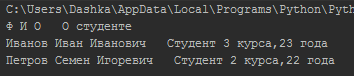 C:\Users\Dashka\AppData\Local\Programs\Python\Pyth
Ф И О   О студенте
Иванов Иван Иванович   Студент 3 курса,23 года
Петров Семен Игоревич   Студент 2 курса,22 года